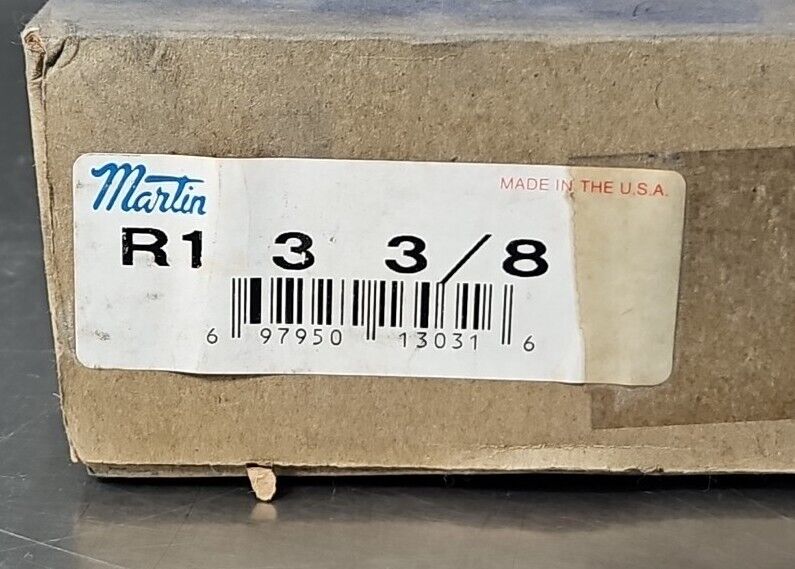 Martin
MADE IN THE U.S.A.
R1 3 3/8
6 97950 13031 6